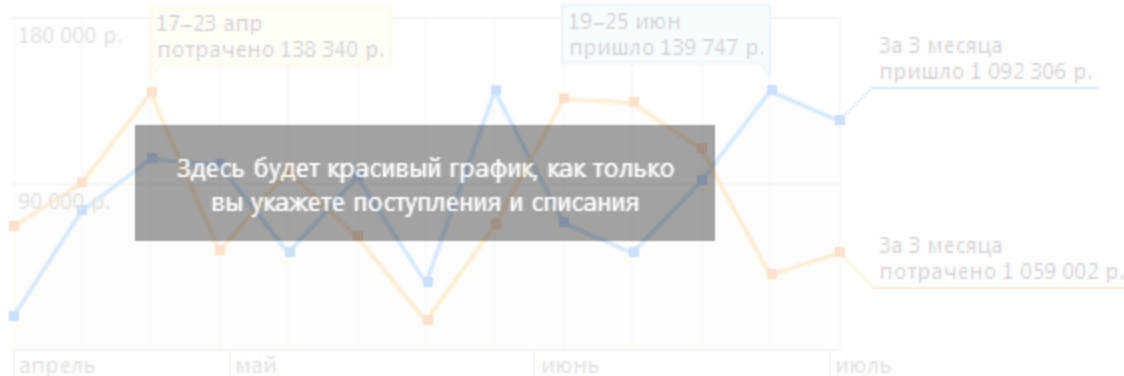 180 000 р.
17–23 апр
потрачено 138 340 р.
19–25 июн
пришло 139 747 р.
За 3 месяца
пришло 1 092 306 р.
Здесь будет красивый график, как только
вы укажете поступления и списания
90 000 р.
За 3 месяца
потрачено 1 059 002 р.
апрель
май
июнь
июль